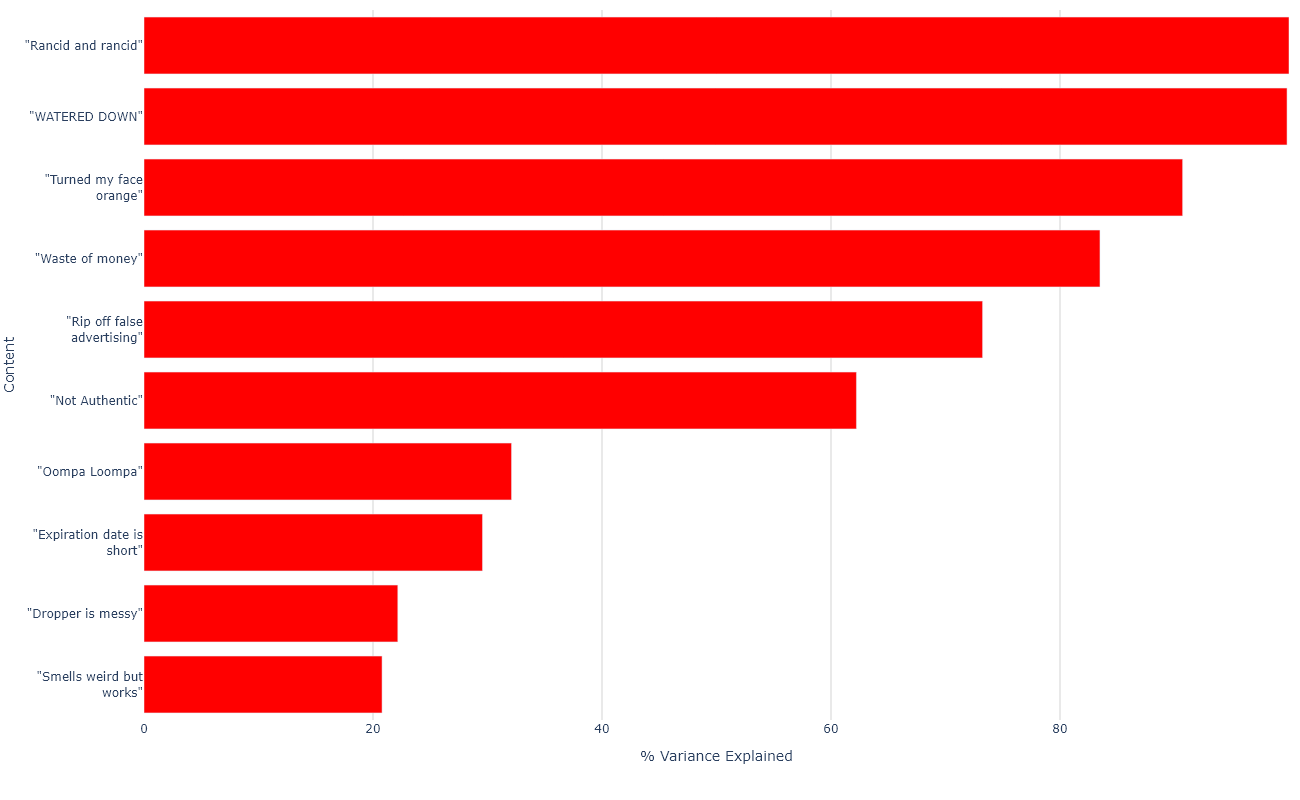 "Rancid and rancid"
"WATERED DOWN"
"Turned my face
orange"
"Waste of money"
"Rip off false
advertising"
"Not Authentic"
"Oompa Loompa"
"Expiration date is
short"
"Dropper is messy"
"Smells weird but
works"
Content
0 20 40 60 80
% Variance Explained